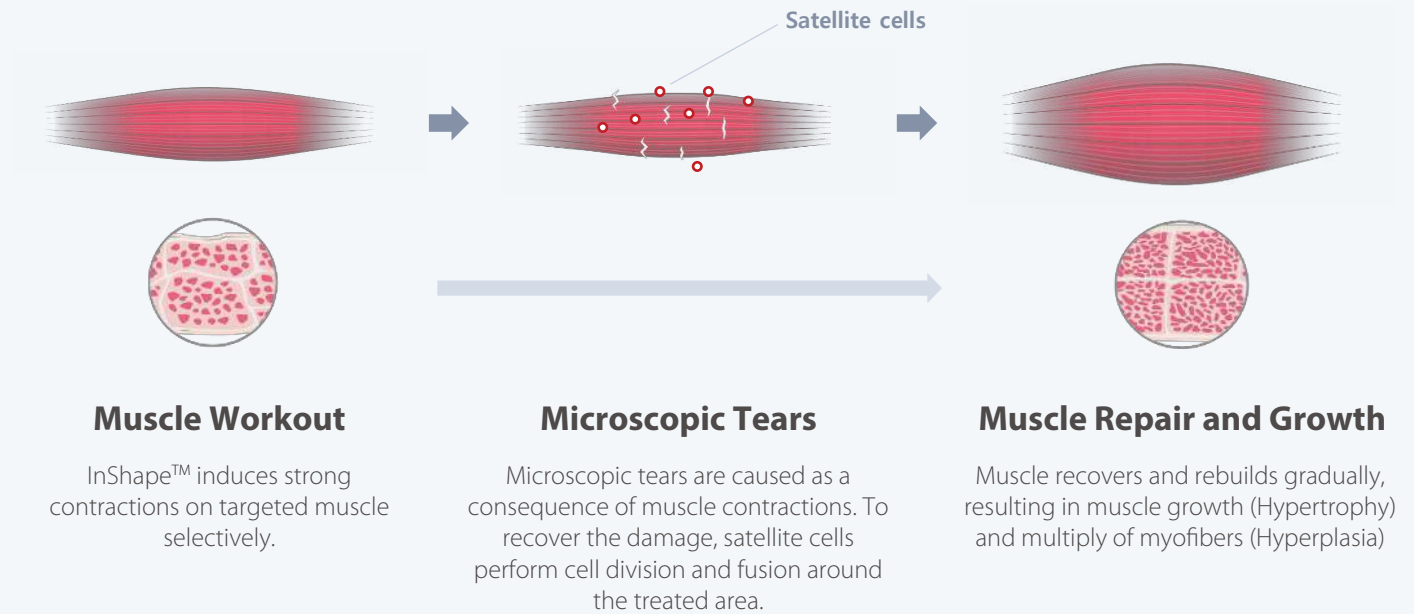 Satellite cells
Muscle Workout
InShape™ induces strong
contractions on targeted muscle
selectively.
Microscopic Tears
Microscopic tears are caused as a
consequence of muscle contractions. To
recover the damage, satellite cells
perform cell division and fusion around
the treated area.
Muscle Repair and Growth
Muscle recovers and rebuilds gradually,
resulting in muscle growth (Hypertrophy)
and multiply of myofibers (Hyperplasia)